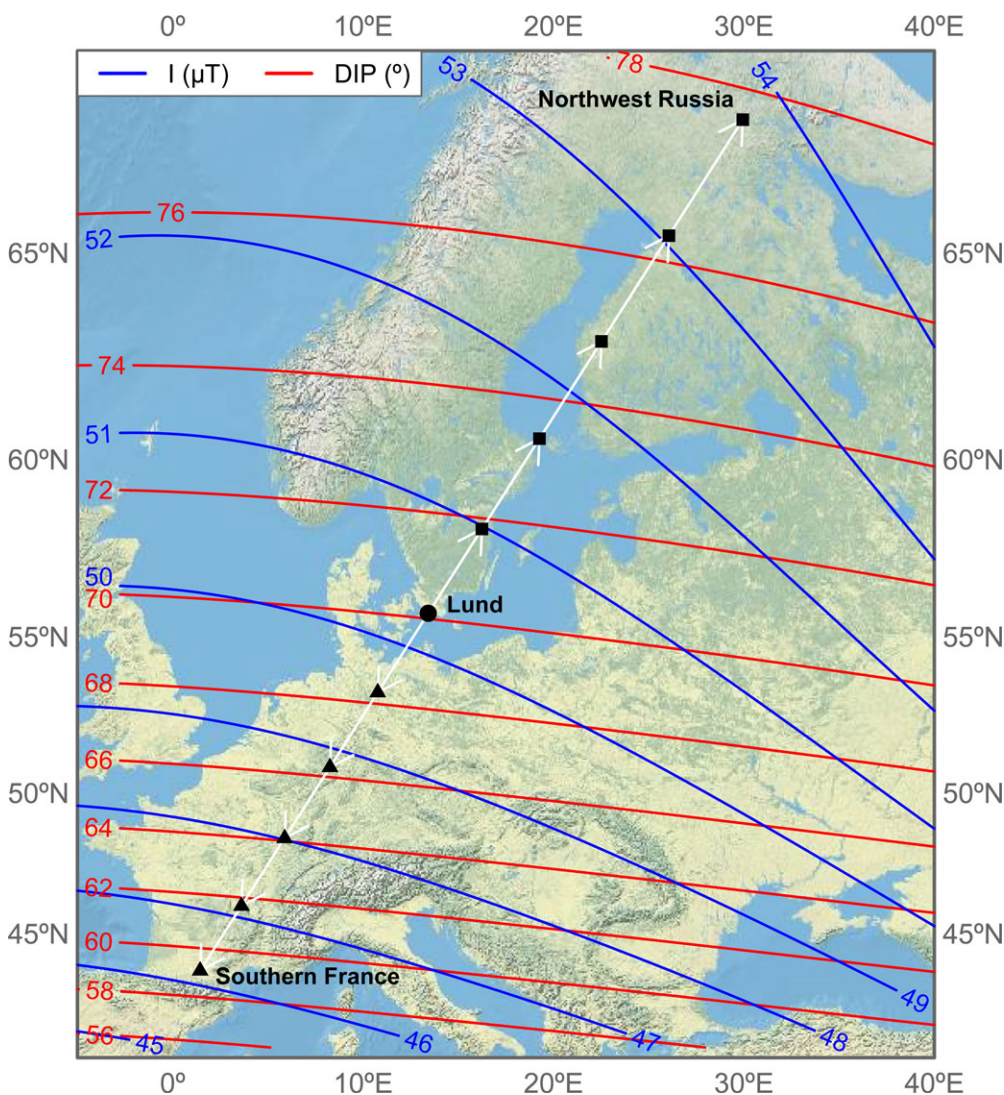 0º 10ºE 20ºE 30ºE 40ºE
I (µT) DIP (º)
53
78
54
Northwest Russia
76
52
65ºN 65ºN
74
51
60ºN 60ºN
72
50
70
Lund
55ºN 55ºN
68
66
50ºN 50ºN
64
62
45ºN 45ºN
60
Southern France
58
49
56
45 46 47 48
0º 10ºE 20ºE 30ºE 40ºE